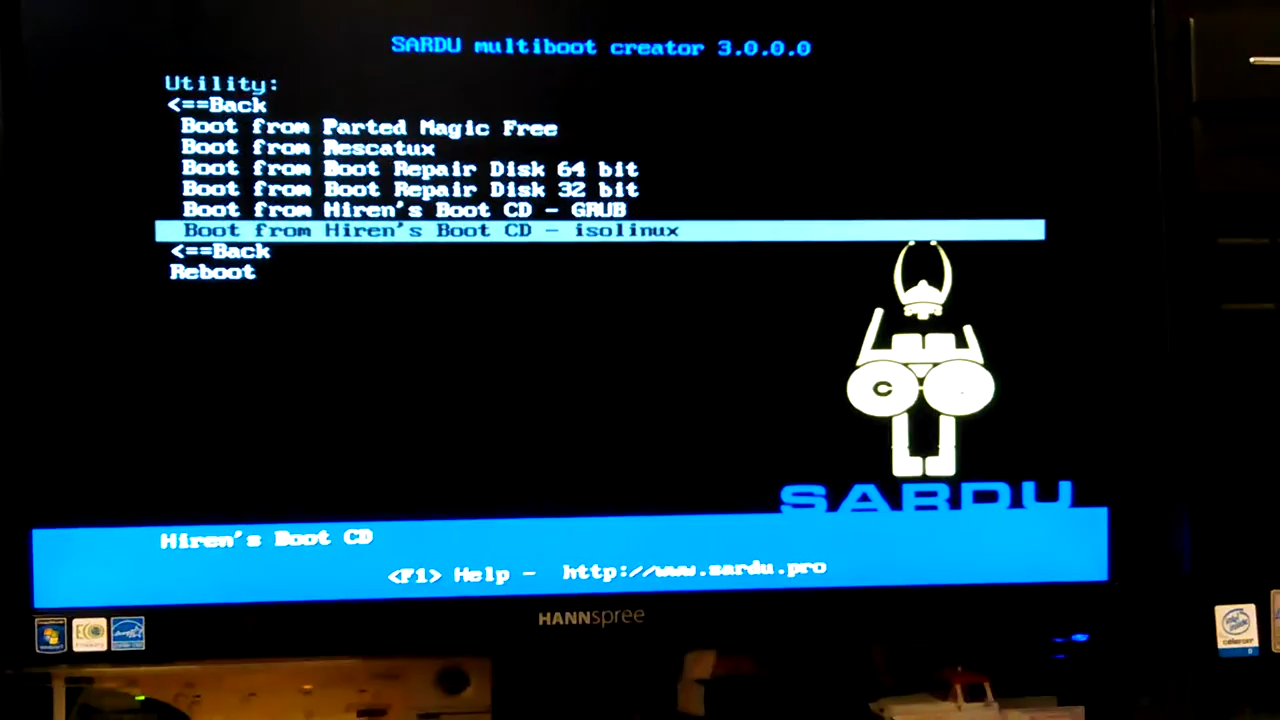 SARDU multiboot creator 3.0.0.0
Utility:
<==Back
Boot from Parted Magic Free
Boot from Rescatux
Boot from Boot Repair Disk 64 bit
Boot from Boot Repair Disk 32 bit
Boot from Hiren's Boot CD - GRUB
Boot from Hiren's Boot CD - isolinux
<==Back
Reboot
C
SARDU
Hiren's Boot CD
<F1> Help - http://www.sardu.pro
HANNspree
ECO
celeron